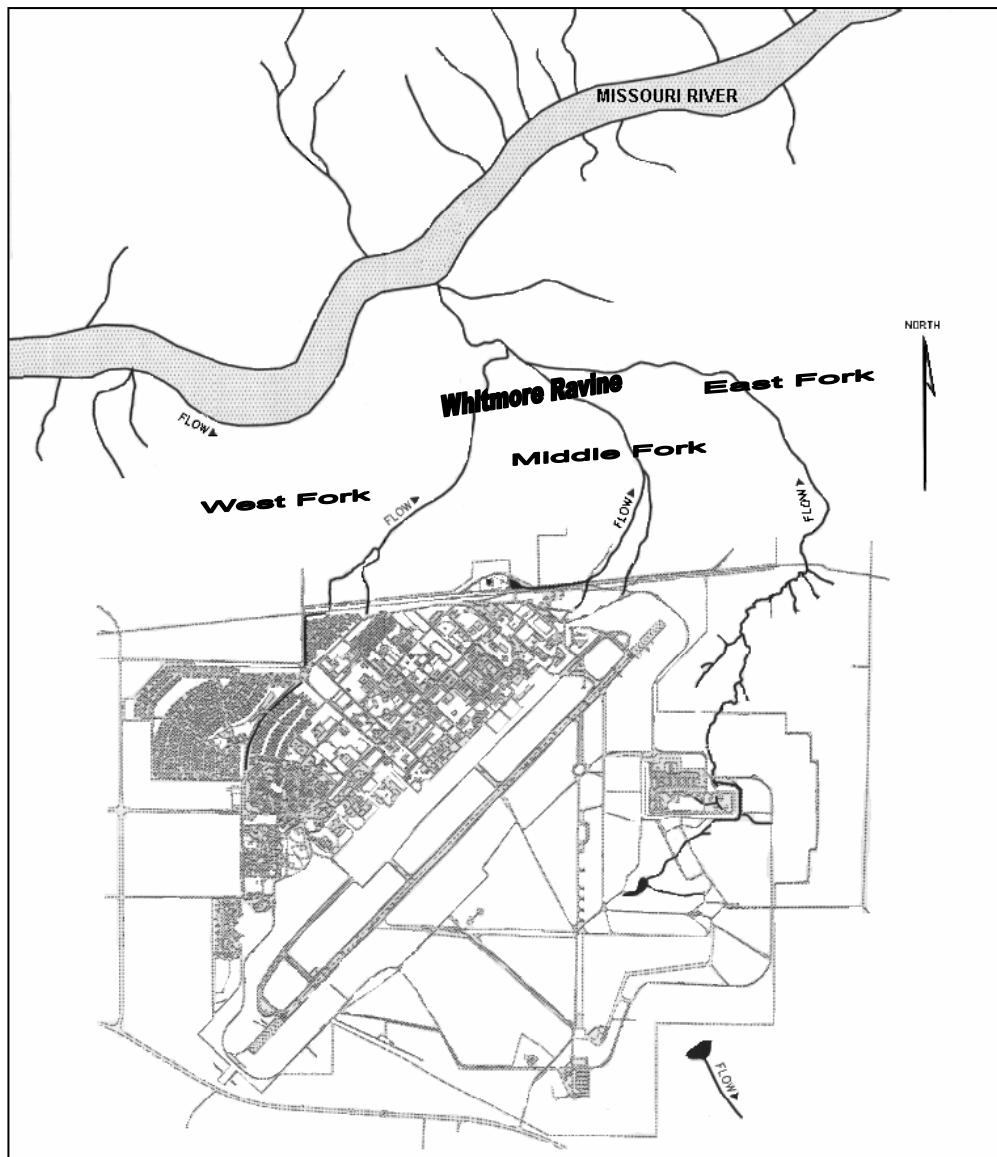 MISSOURI RIVER
NORTH
Whitmore Ravine
East Fork
FLOW
Middle Fork
West Fork
FLOW
FLOW
FLOW
FLOW